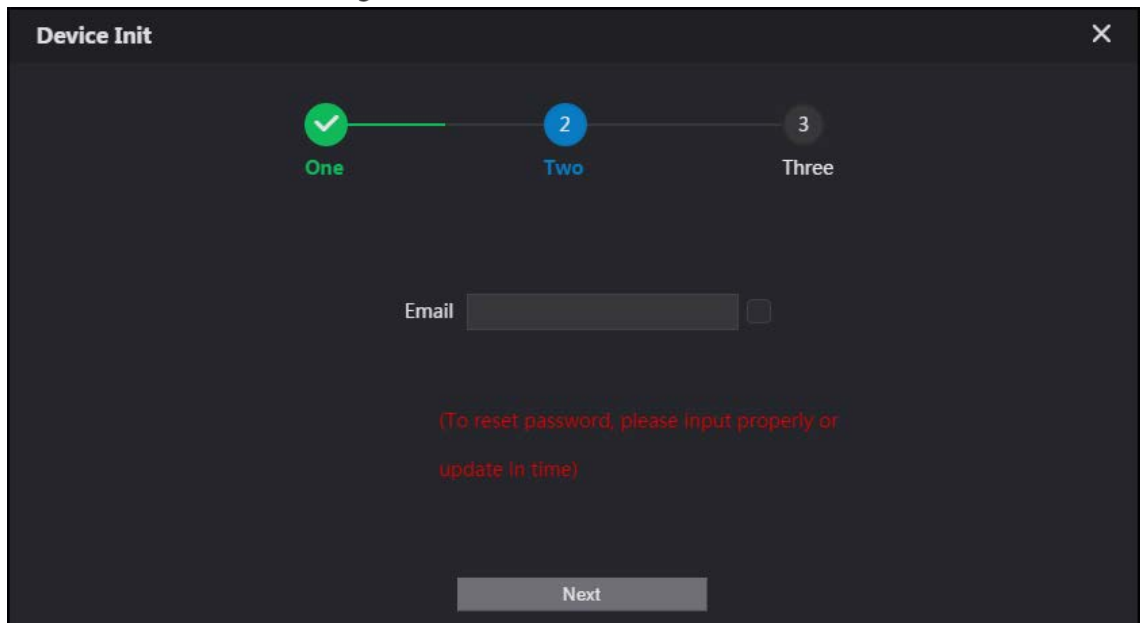 Device Init
2
3
One
Two
Three
Email
(To reset password, please input properly or
update in time)
Next